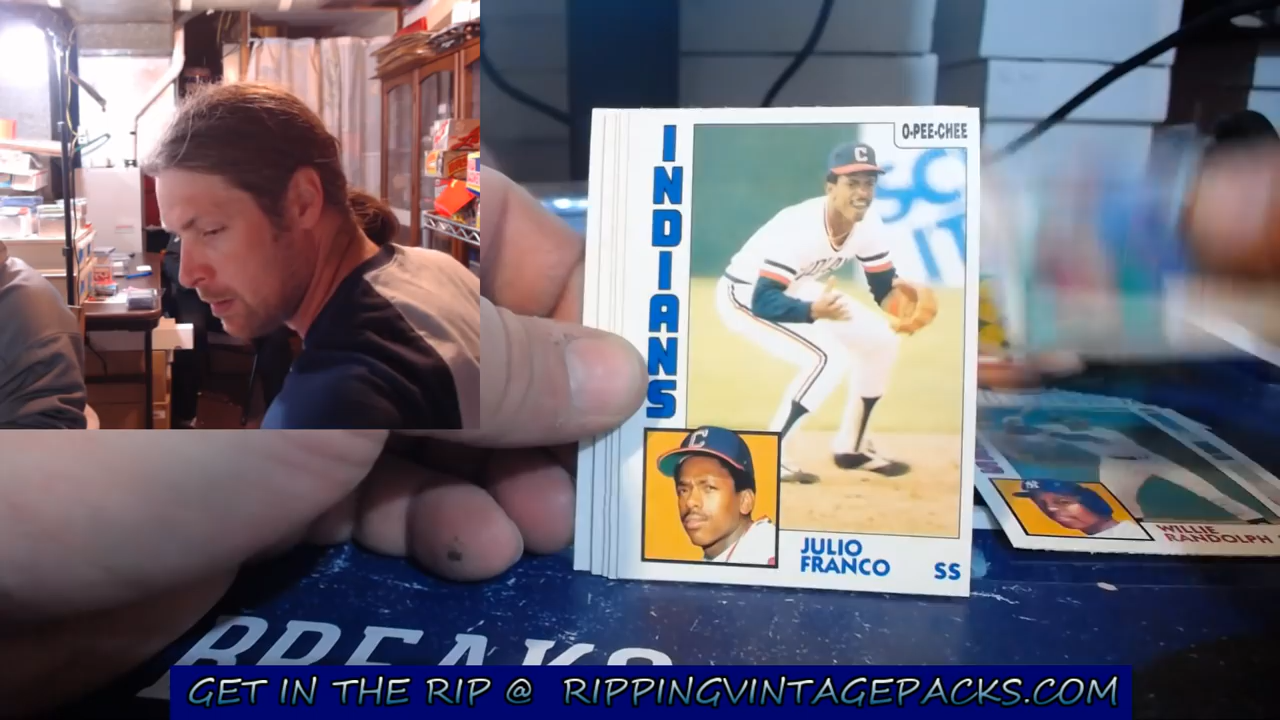 O-PEE-CHEE
INDIANS
C
C
JULIO
FRANCO
SS
WILLIE
RANDOLPH
BREAKS
GET IN THE RIP @ RIPPINGVINTAGEPACKS.COM